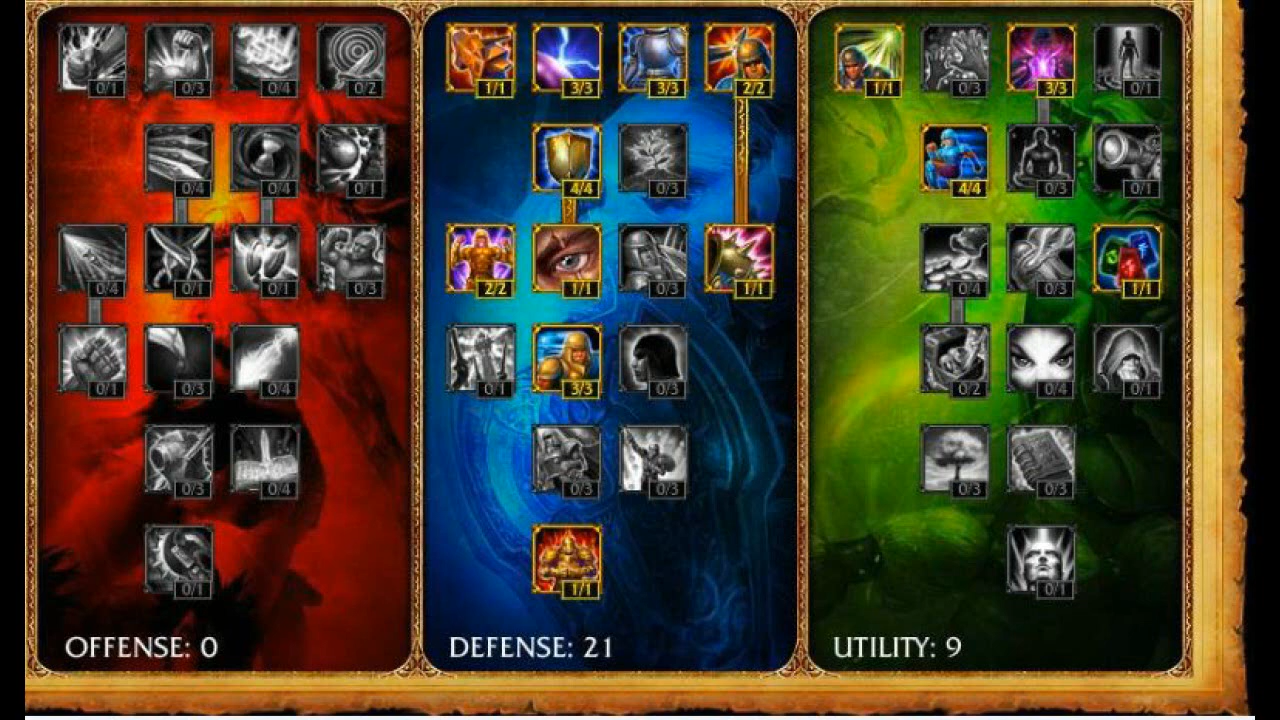 0/1 0/3 0/4 0/2 1/1 3/3 3/3 2/2 1/1 0/3 3/3 0/1
0/4 0/4 0/1 4/4 0/3 4/4 0/3 0/1
0/4 0/1 0/1 0/3 2/2 1/1 0/3 1/1 0/4 0/3 1/1
0/1 0/3 0/4 0/1 3/3 0/3 0/2 0/4 0/1
0/3 0/4 0/3 0/3 0/3 0/3
0/1 1/1 0/1
OFFENSE: 0 DEFENSE: 21 UTILITY: 9